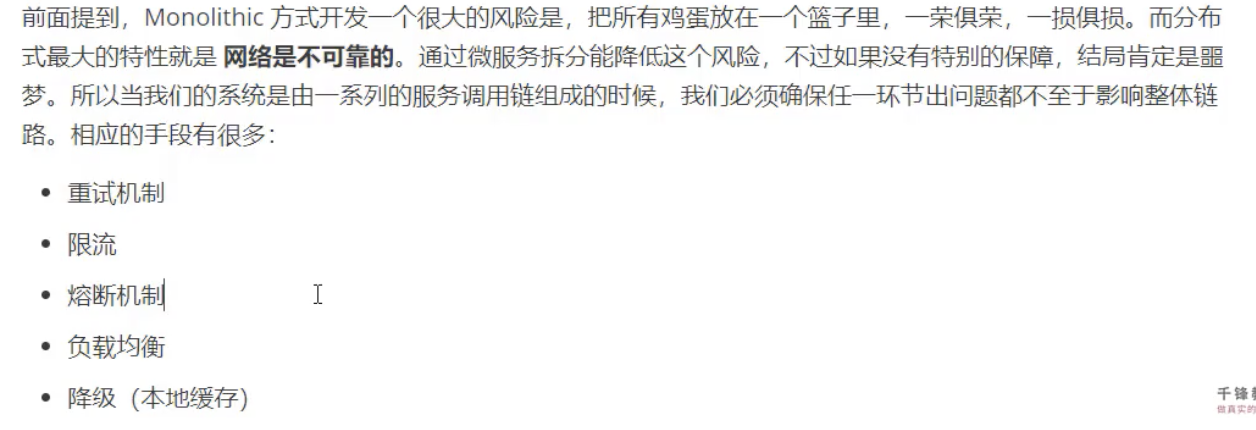 前面提到，Monolithic 方式开发一个很大的风险是，把所有鸡蛋放在一个篮子里，一荣俱荣，一损俱损。而分布
式最大的特性就是 网络是不可靠的。通过微服务拆分能降低这个风险，不过如果没有特别的保障，结局肯定是噩
梦。所以当我们的系统是由一系列的服务调用链组成的时候，我们必须确保任一环节出问题都不至于影响整体链
路。相应的手段有很多：
• 重试机制
• 限流
• 熔断机制
• 负载均衡
• 降级（本地缓存）
千锋
做真实的